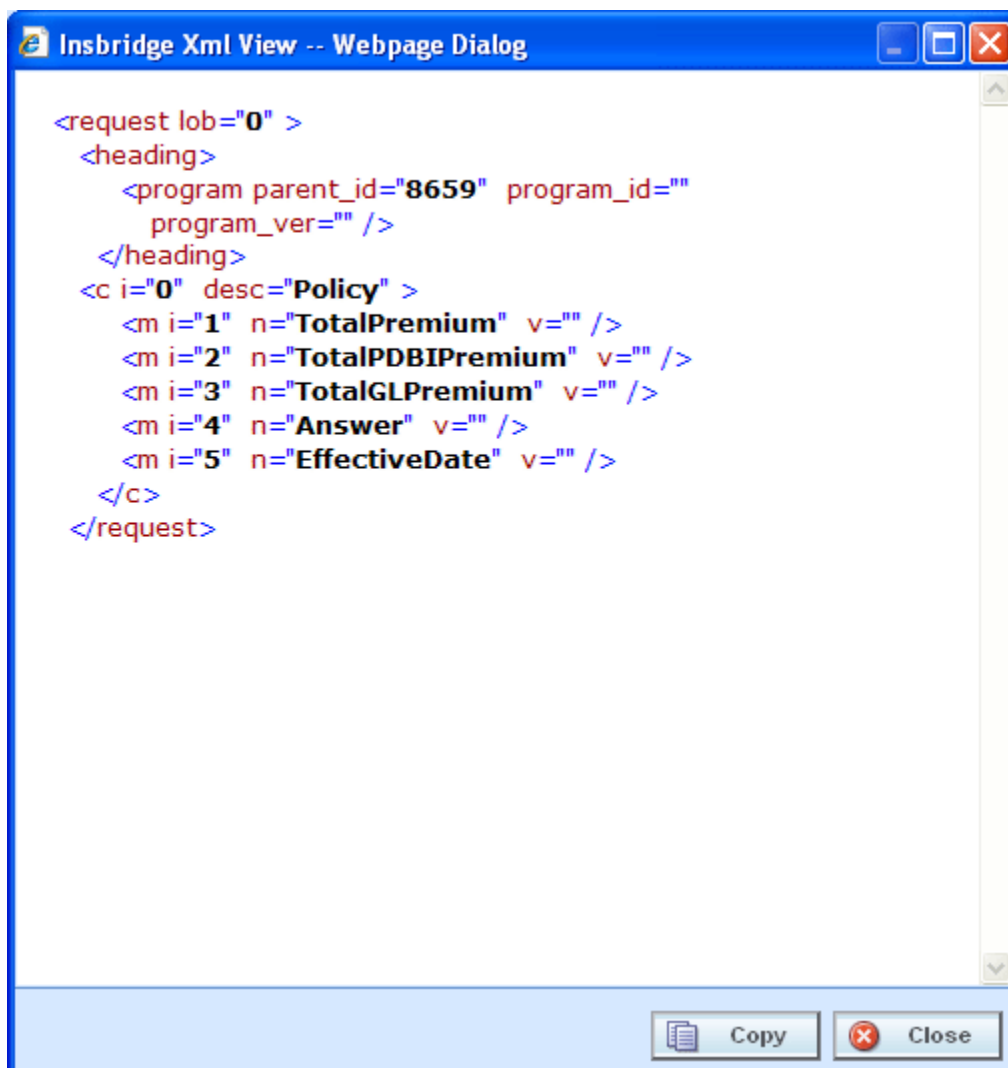 Insbridge Xml View -- Webpage Dialog
<request lob="0" >
<heading>
<program parent_id="8659" program_id=""
program_ver="" />
</heading>
<c i="0" desc="Policy" >
<m i="1" n="TotalPremium" v="" />
<m i="2" n="TotalPDBIPremium" v="" />
<m i="3" n="TotalGLPremium" v="" />
<m i="4" n="Answer" v="" />
<m i="5" n="EffectiveDate" v="" />
</c>
</request>
Copy Close